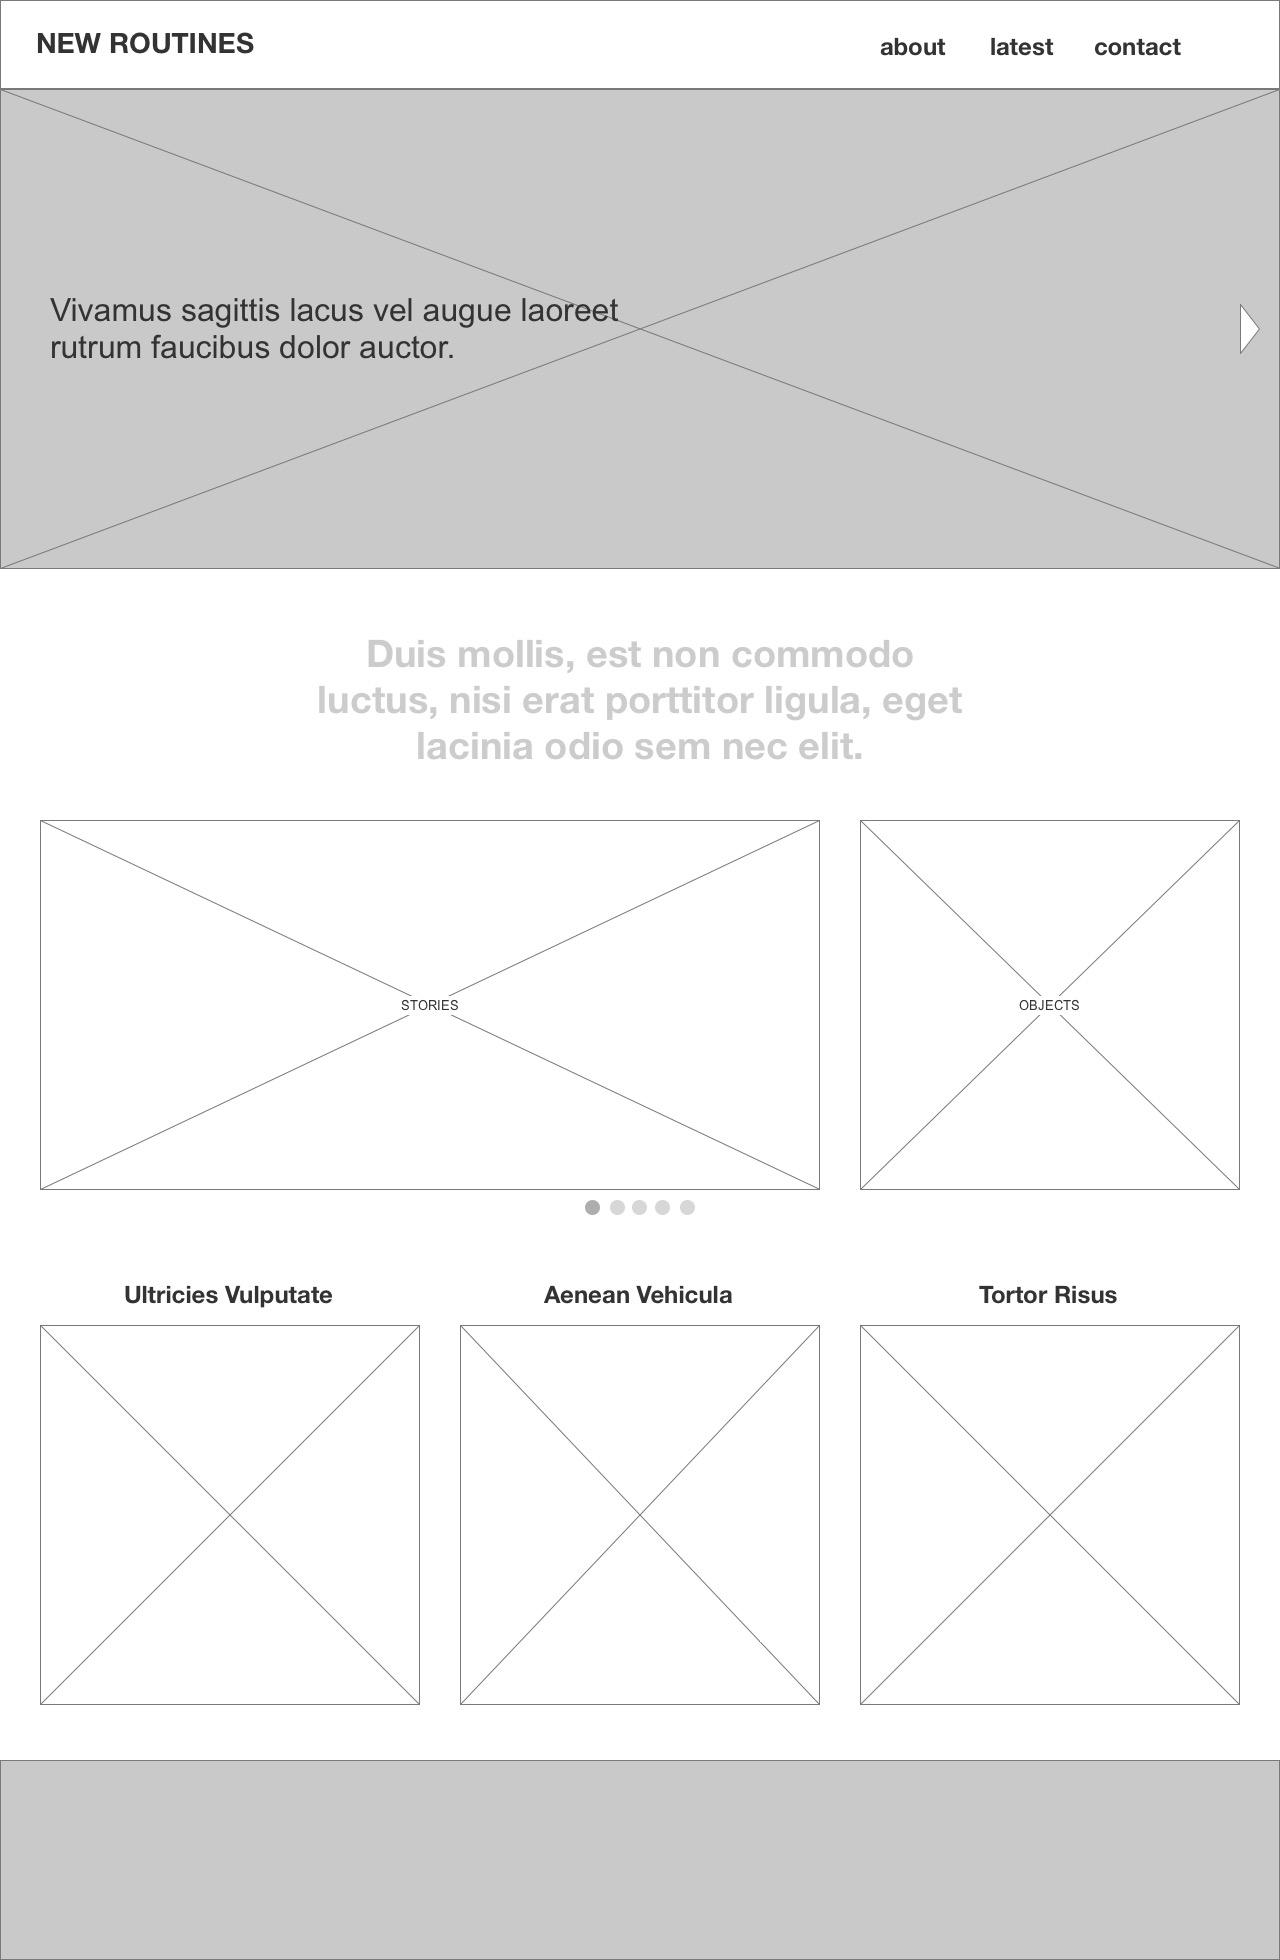 NEW ROUTINES
about latest contact
Vivamus sagittis lacus vel augue laoreet
rutrum faucibus dolor auctor.
Duis mollis, est non commodo
luctus, nisi erat porttitor ligula, eget
lacinia odio sem nec elit.
STORIES
OBJECTS
Ultricies Vulputate
Aenean Vehicula
Tortor Risus